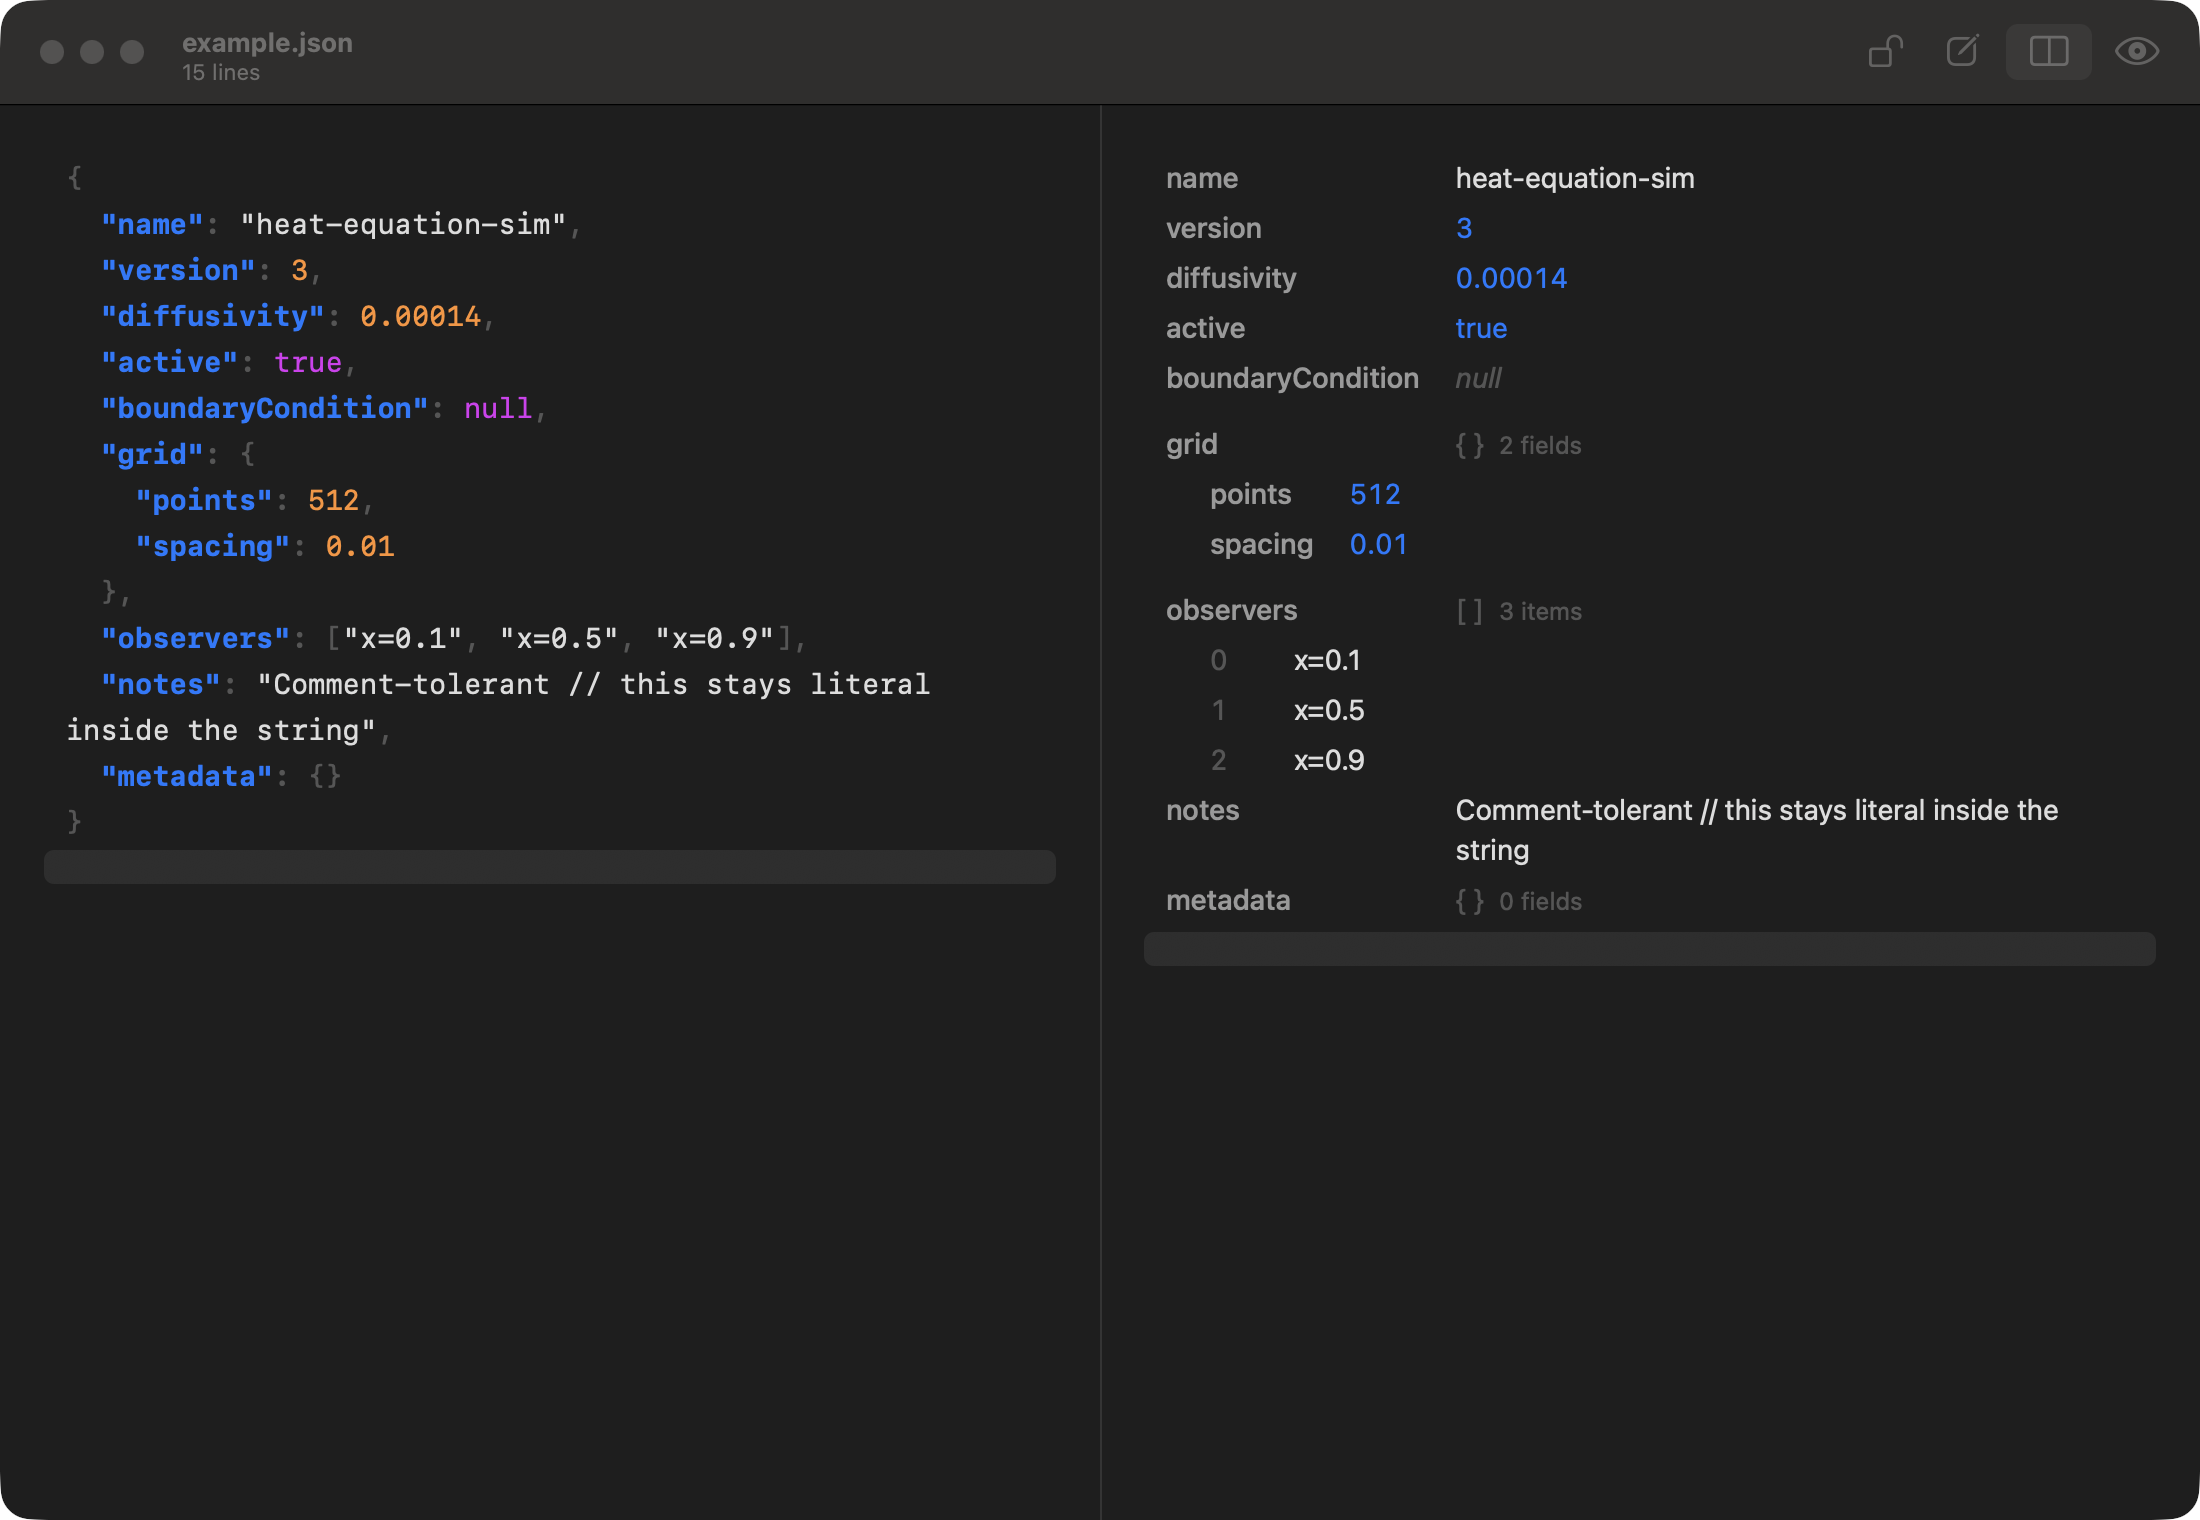 example.json
15 lines
{
  "name": "heat-equation-sim",
  "version": 3,
  "diffusivity": 0.00014,
  "active": true,
  "boundaryCondition": null,
  "grid": {
    "points": 512,
    "spacing": 0.01
  },
  "observers": ["x=0.1", "x=0.5", "x=0.9"],
  "notes": "Comment-tolerant // this stays literal
inside the string",
  "metadata": {}
}
name heat-equation-sim
version 3
diffusivity 0.00014
active true
boundaryCondition null
grid {} 2 fields
points 512
spacing 0.01
observers [] 3 items
0 x=0.1
1 x=0.5
2 x=0.9
notes Comment-tolerant // this stays literal inside the
string
metadata {} 0 fields